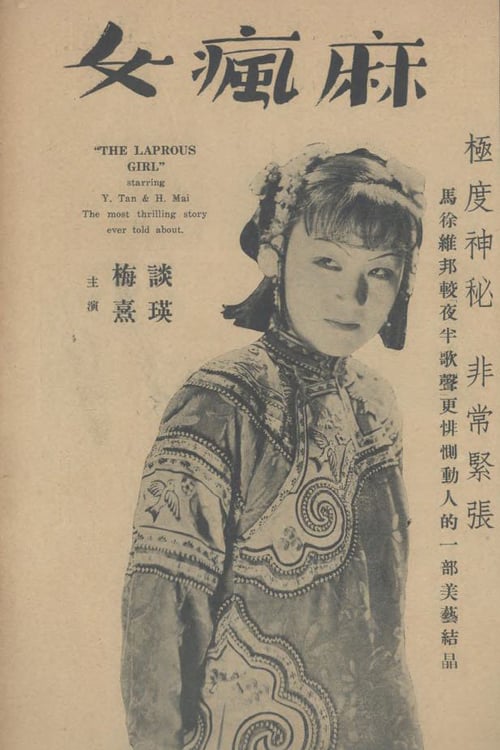 麻瘋女
極度神秘 非常緊張
馬徐維邦較夜半歌聲更悱惻動人的一部美藝結晶
"THE LAPROUS
GIRL"
starring
Y. Tan & H. Mai
The most thrilling story
ever told about.
談瑛
梅熹
主演